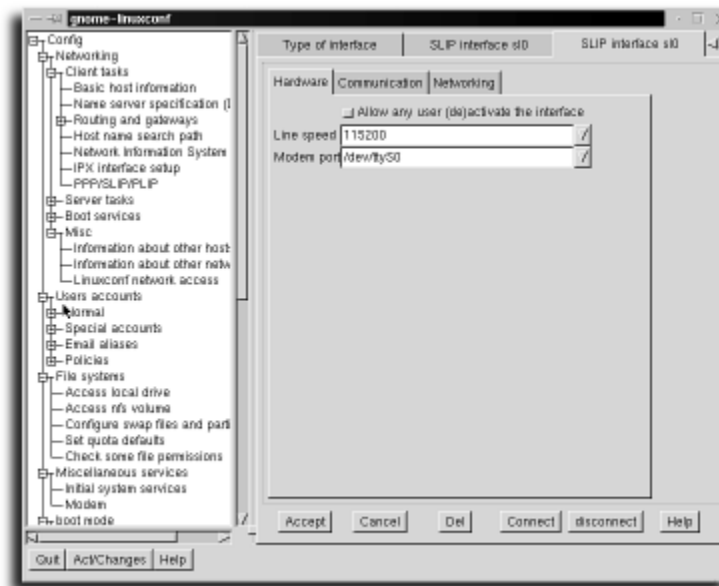 gnome-linuxconf
Config
Networking
Client tasks
Basic host information
Name server specification (
Routing and gateways
Host name search path
Network Information System
IPX interface setup
PPP/SLIP/PLIP
Server tasks
Boot services
Misc
Information about other host
Information about other netw
Linuxconf network access
Users accounts
Normal
Special accounts
Email aliases
Policies
File systems
Access local drive
Access nfs volume
Configure swap files and parti
Set quota defaults
Check some file permissions
Miscellaneous services
Initial system services
Modem
boot mode
Type of interface
SLIP interface sl0
SLIP interface sl0
Hardware
Communication
Networking
Allow any user (de)activate the interface
Line speed 115200
Modem port /dev/ttyS0
Accept
Cancel
Del
Connect
disconnect
Help
Quit
Act/Changes
Help